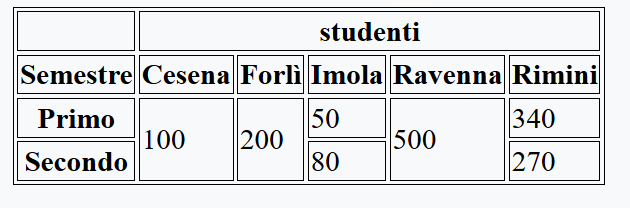 studenti
Semestre Cesena Forlì Imola Ravenna Rimini
Primo 100 200 50 500 340
Secondo 80 270